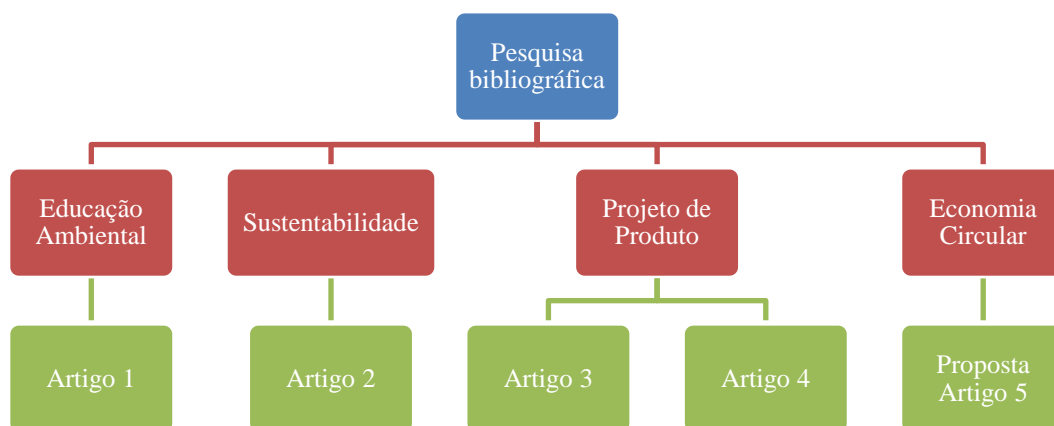 Pesquisa
bibliográfica
Educação
Ambiental
Sustentabilidade
Projeto de
Produto
Economia
Circular
Artigo 1
Artigo 2
Artigo 3
Artigo 4
Proposta
Artigo 5